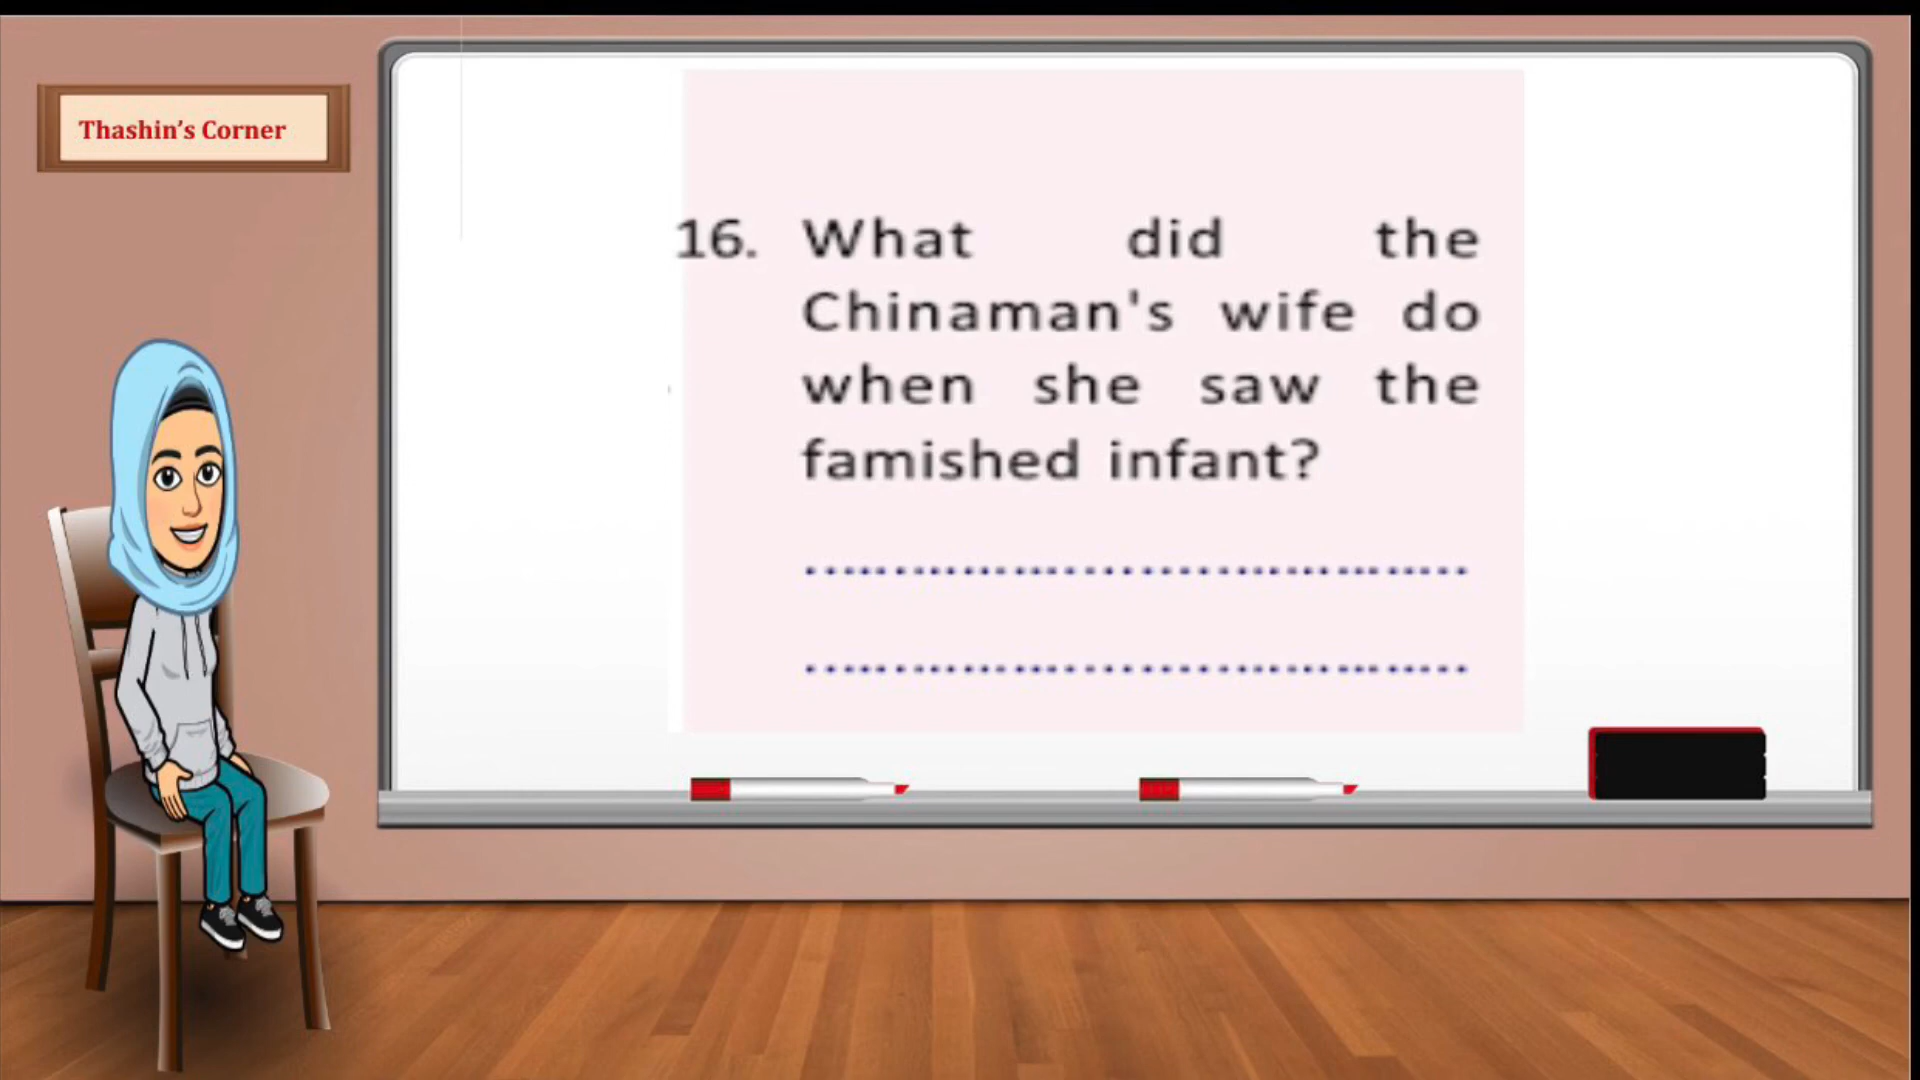 Thashin’s Corner
16. What did the
Chinaman's wife do
when she saw the
famished infant?